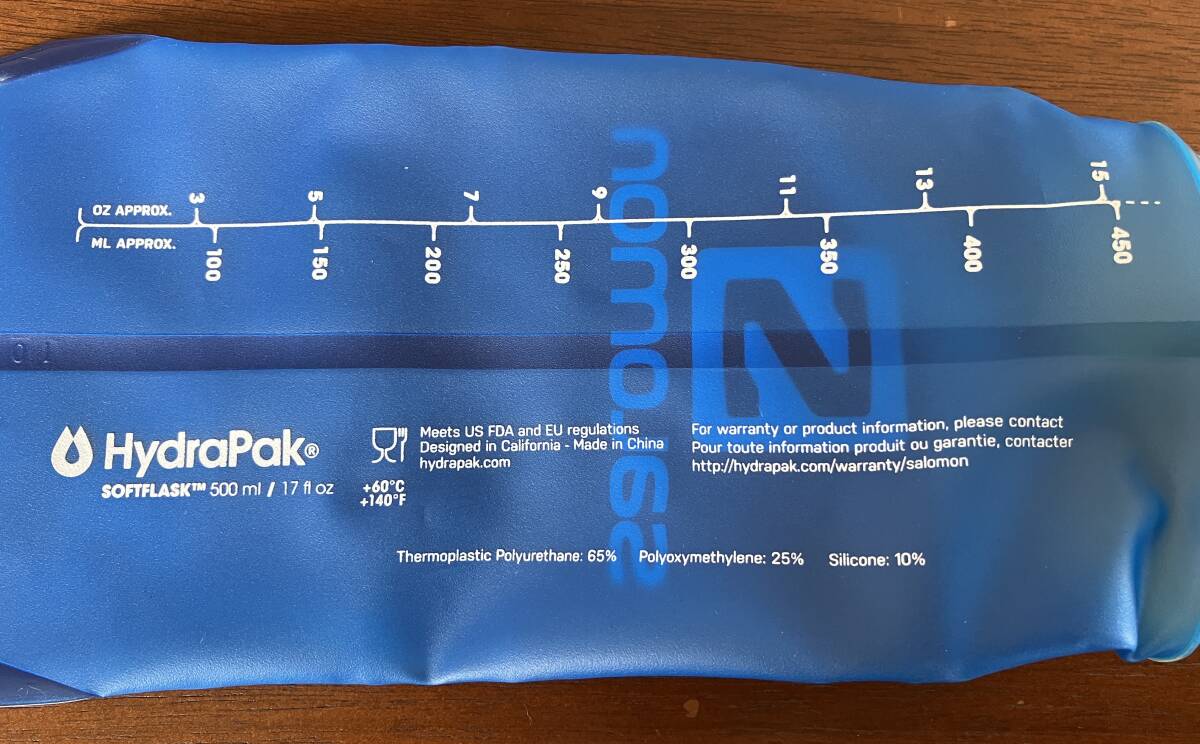 OZ APPROX.
3 5 7 9 11 13 15
ML APPROX.
100 150 200 250 300 350 400 450
HydraPak®
SOFTFLASK™ 500 ml / 17 fl oz
+60°C
+140°F
Meets US FDA and EU regulations
Designed in California - Made in China
hydrapak.com
For warranty or product information, please contact
Pour toute information produit ou garantie, contacter
http://hydrapak.com/warranty/salomon
Thermoplastic Polyurethane: 65% Polyoxymethylene: 25% Silicone: 10%